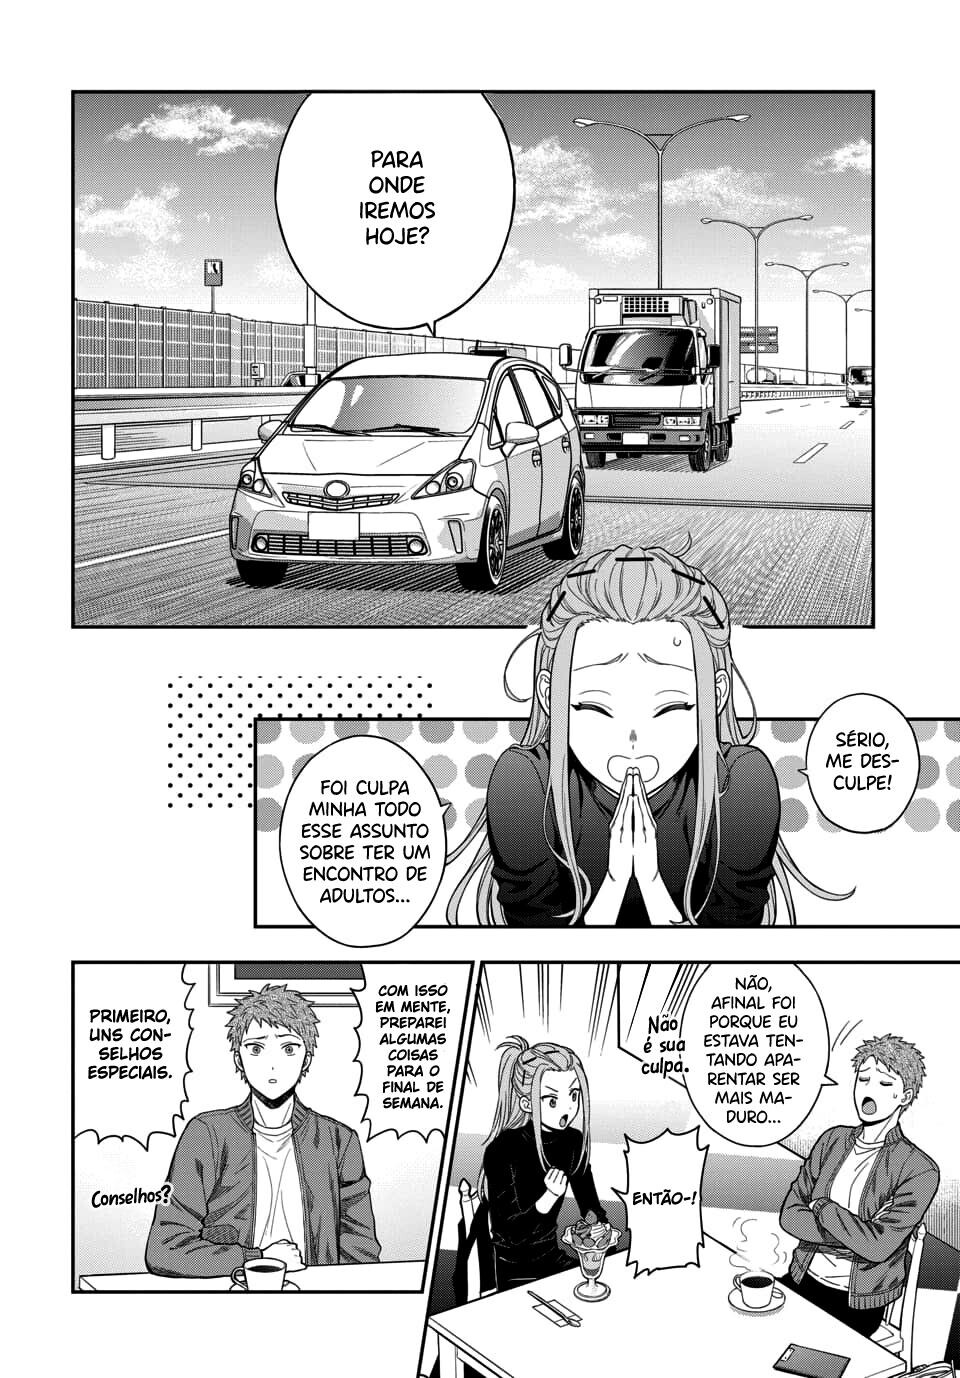 PARA
ONDE
IREMOS
HOJE?
SÉRIO,
ME DES-
CULPE!
FOI CULPA
MINHA TODO
ESSE ASSUNTO
SOBRE TER UM
ENCONTRO DE
ADULTOS...
NÃO,
AFINAL FOI
PORQUE EU
ESTAVA TEN-
TANDO APA-
RENTAR SER
MAIS MA-
DURO...
Não
é sua
culpa.
ENTÃO-!
COM ISSO
EM MENTE,
PREPAREI
ALGUMAS
COISAS
PARA O
FINAL DE
SEMANA.
PRIMEIRO,
UNS CON-
SELHOS
ESPECIAIS.
Conselhos?